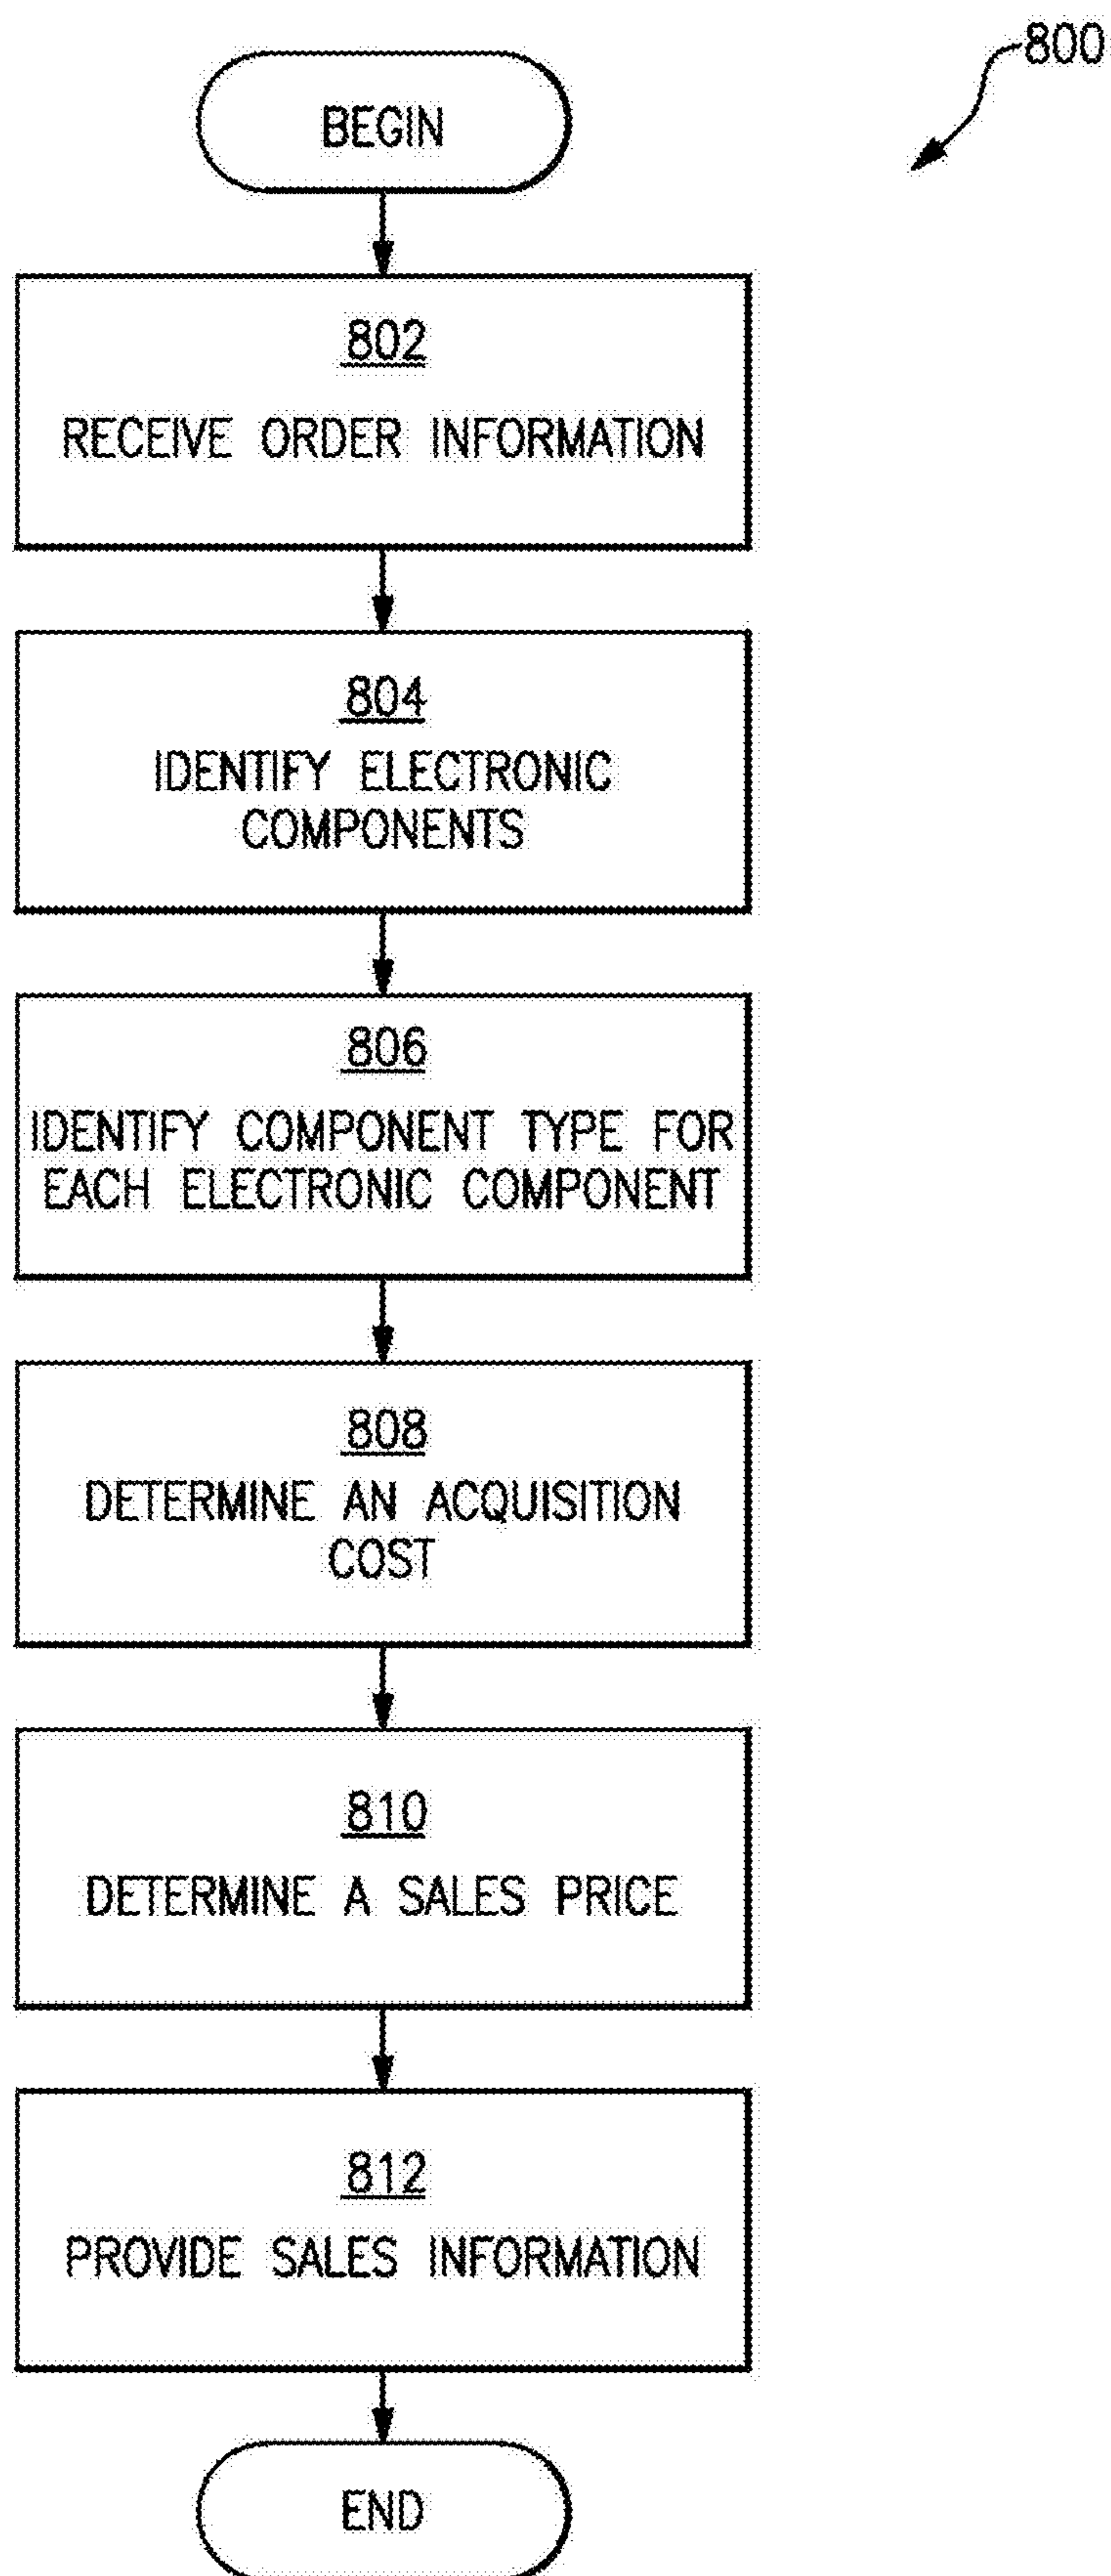 800
BEGIN
802
RECEIVE ORDER INFORMATION
804
IDENTIFY ELECTRONIC
COMPONENTS
806
IDENTIFY COMPONENT TYPE FOR
EACH ELECTRONIC COMPONENT
808
DETERMINE AN ACQUISITION
COST
810
DETERMINE A SALES PRICE
812
PROVIDE SALES INFORMATION
END